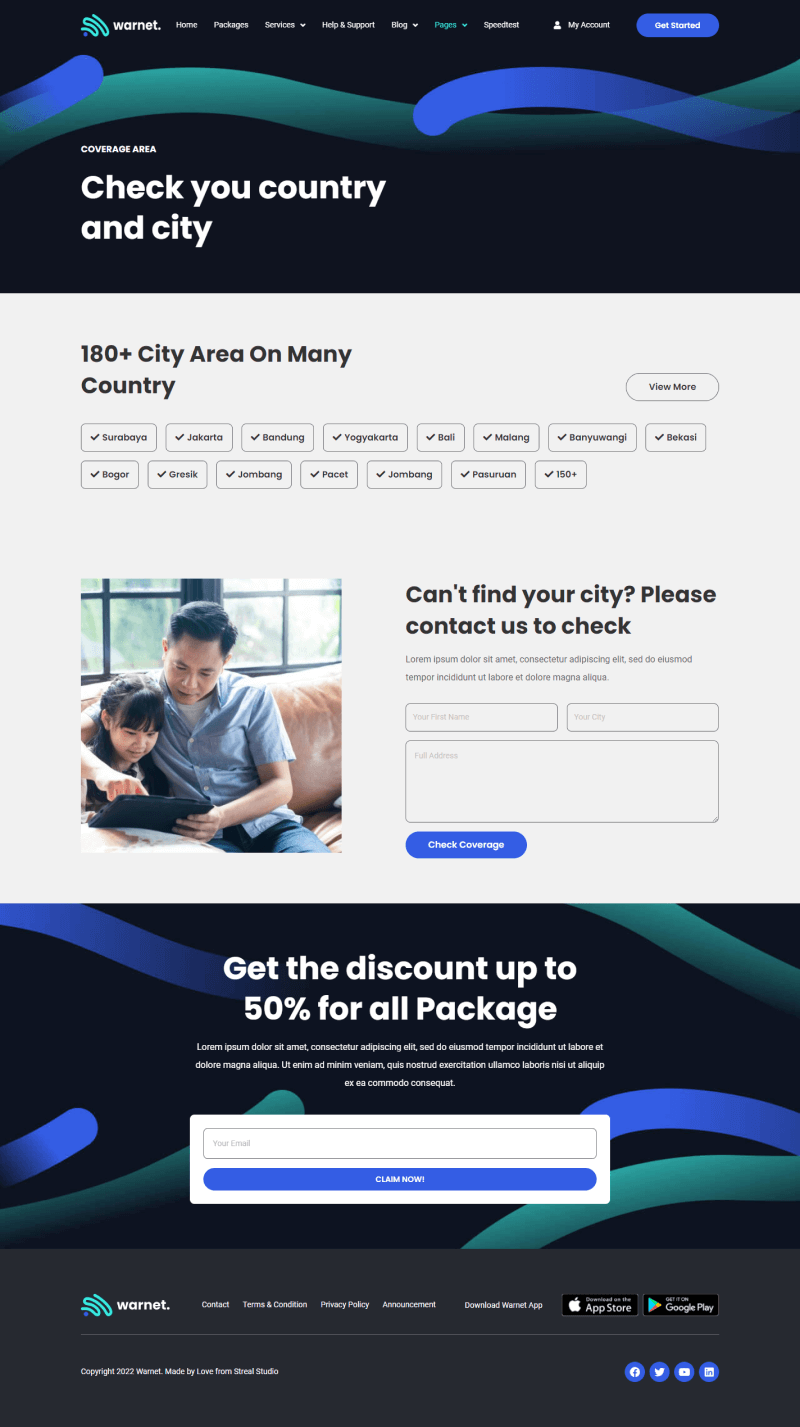 warnet. Home Packages Services Help & Support Blog Pages Speedtest My Account Get Started
COVERAGE AREA
Check you country
and city
180+ City Area On Many
Country
View More
Surabaya Jakarta Bandung Yogyakarta Bali Malang Banyuwangi Bekasi
Bogor Gresik Jombang Pacet Jombang Pasuruan 150+
Can't find your city? Please
contact us to check
Lorem ipsum dolor sit amet, consectetur adipiscing elit, sed do eiusmod
tempor incididunt ut labore et dolore magna aliqua.
Your First Name Your City
Full Address
Check Coverage
Get the discount up to
50% for all Package
Lorem ipsum dolor sit amet, consectetur adipiscing elit, sed do eiusmod tempor incididunt ut labore et
dolore magna aliqua. Ut enim ad minim veniam, quis nostrud exercitation ullamco laboris nisi ut aliquip
ex ea commodo consequat.
Your Email
CLAIM NOW!
warnet. Contact Terms & Condition Privacy Policy Announcement Download Warnet App Download on the App Store GET IT ON Google Play
Copyright 2022 Warnet. Made by Love from Streal Studio